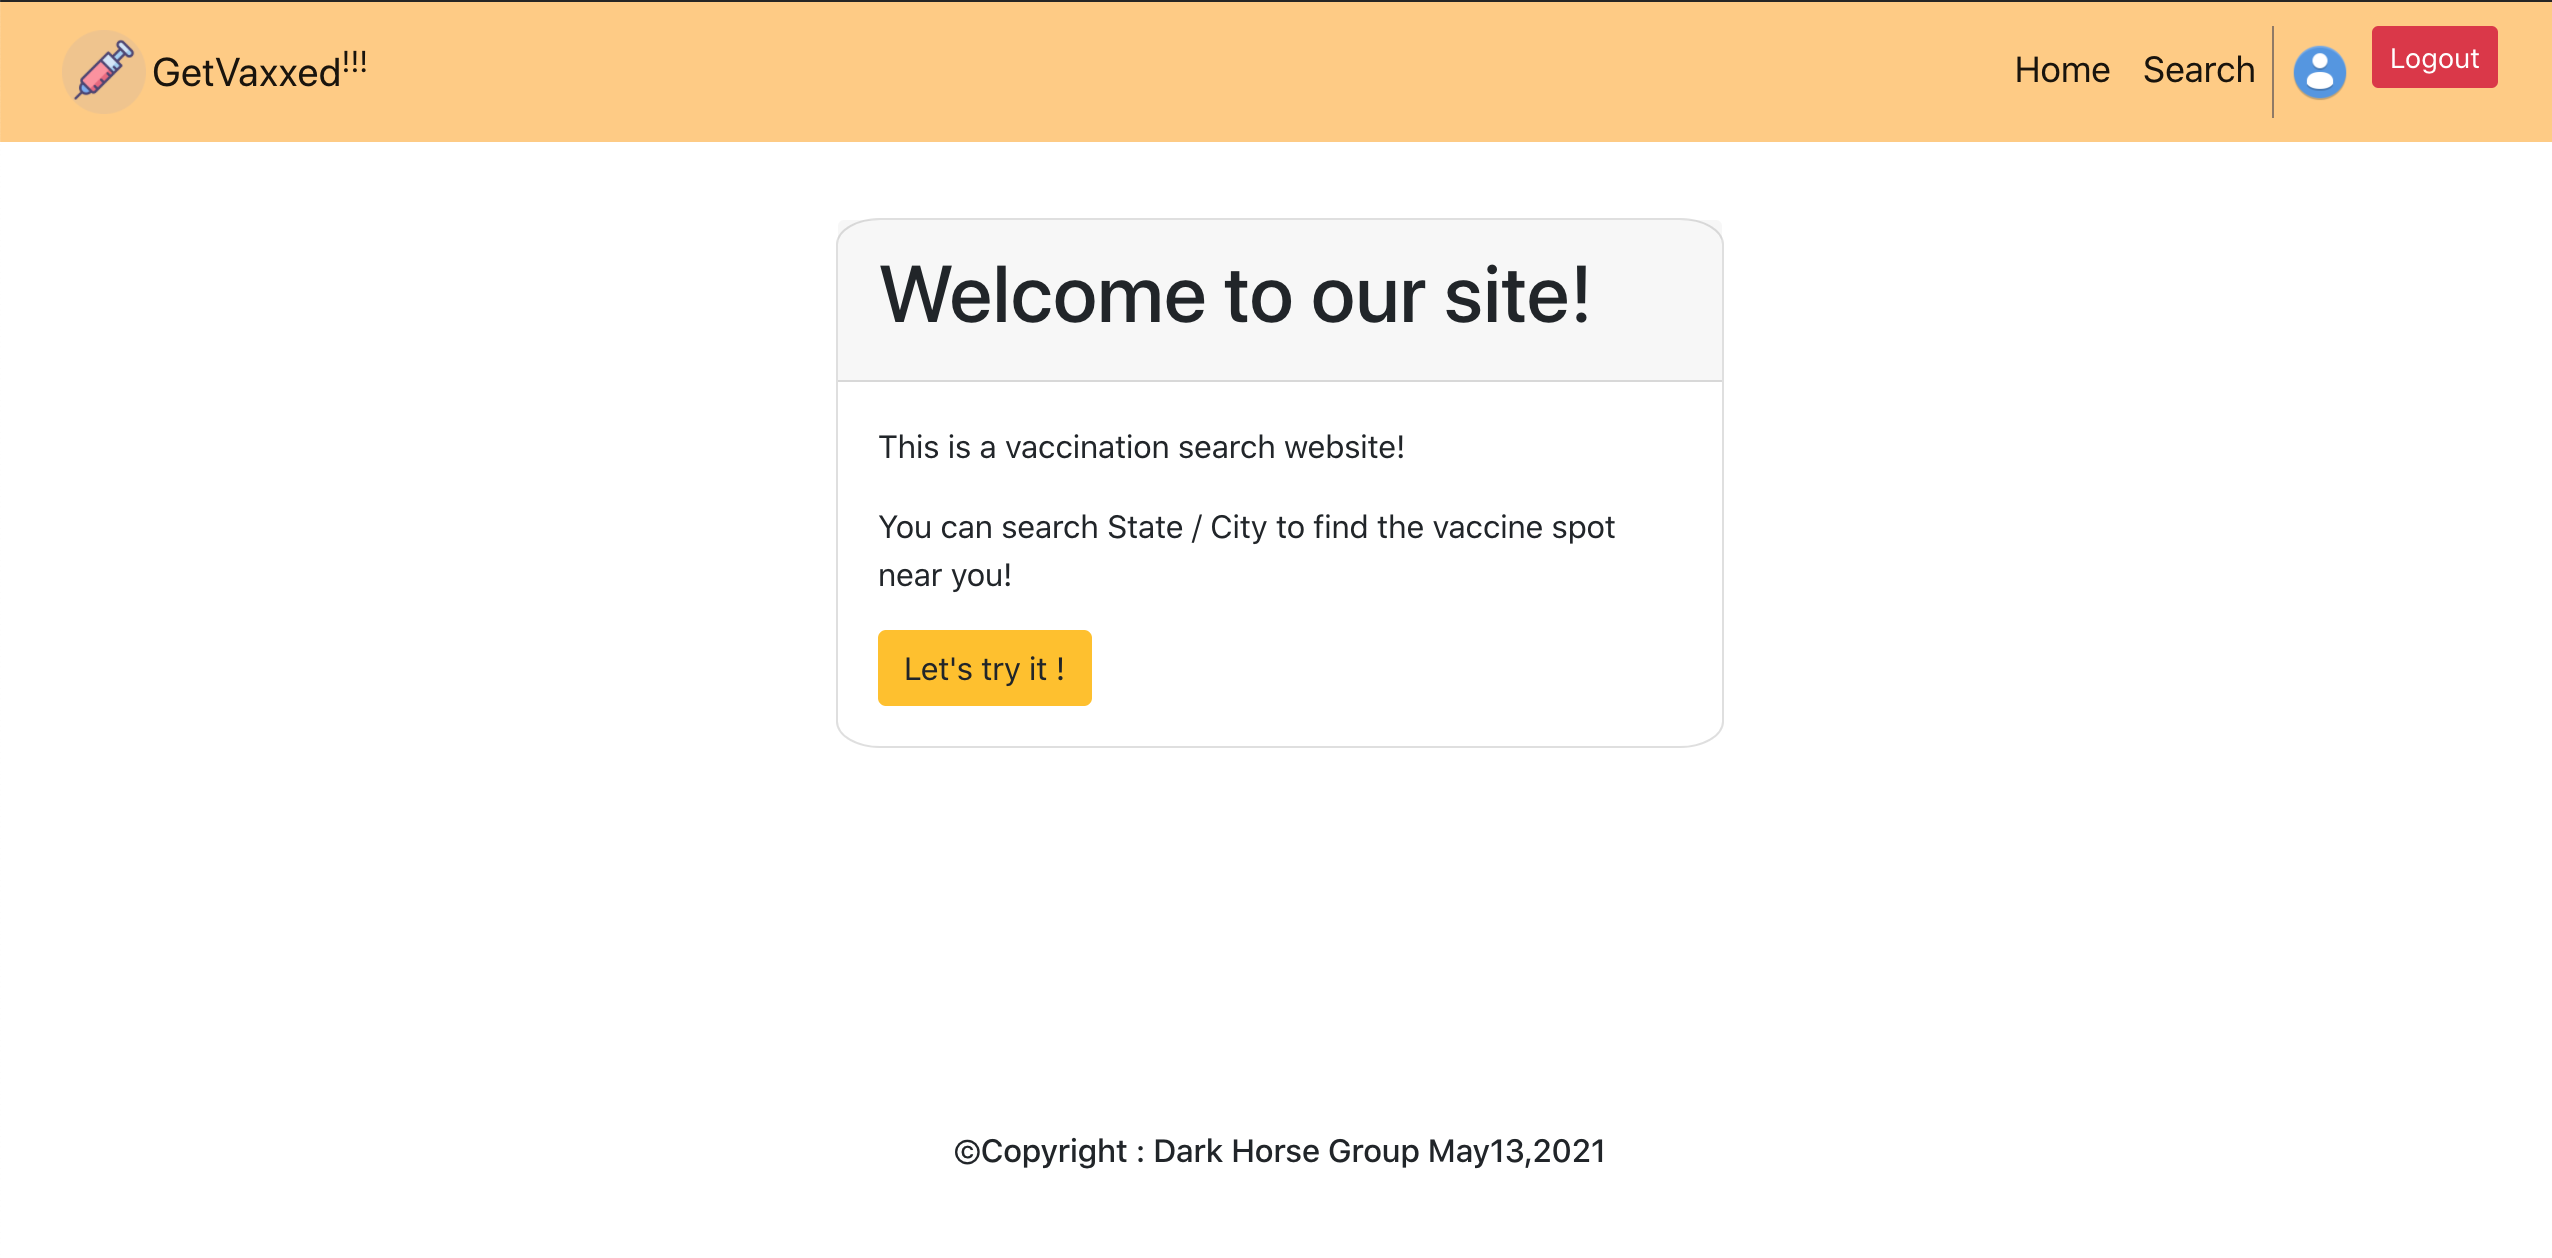 GetVaxxed!!!
Home Search Logout
Welcome to our site!
This is a vaccination search website!
You can search State / City to find the vaccine spot
near you!
Let's try it !
©Copyright : Dark Horse Group May13,2021